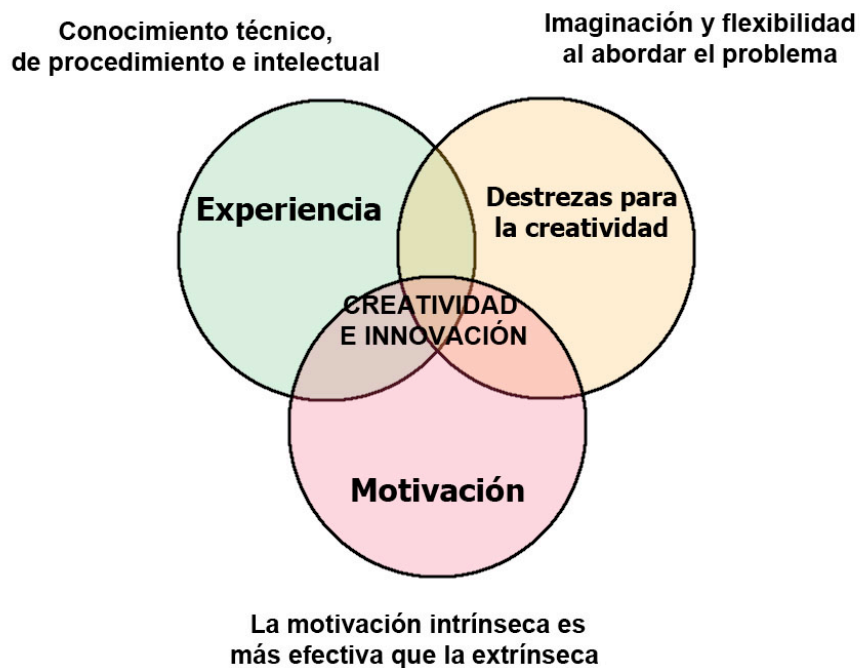 Conocimiento técnico,
de procedimiento e intelectual
Imaginación y flexibilidad
al abordar el problema
Experiencia
Destrezas para
la creatividad
CREATIVIDAD
E INNOVACIÓN
Motivación
La motivación intrínseca es
más efectiva que la extrínseca